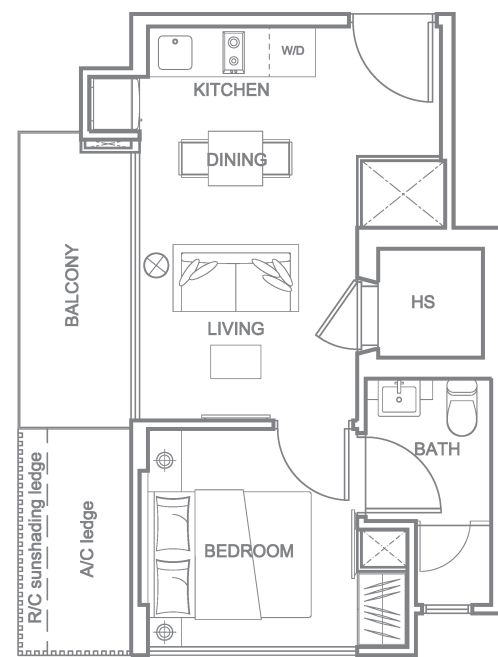 W/D
KITCHEN
DINING
BALCONY
HS
LIVING
BATH
R/C sunshading ledge
A/C ledge
BEDROOM